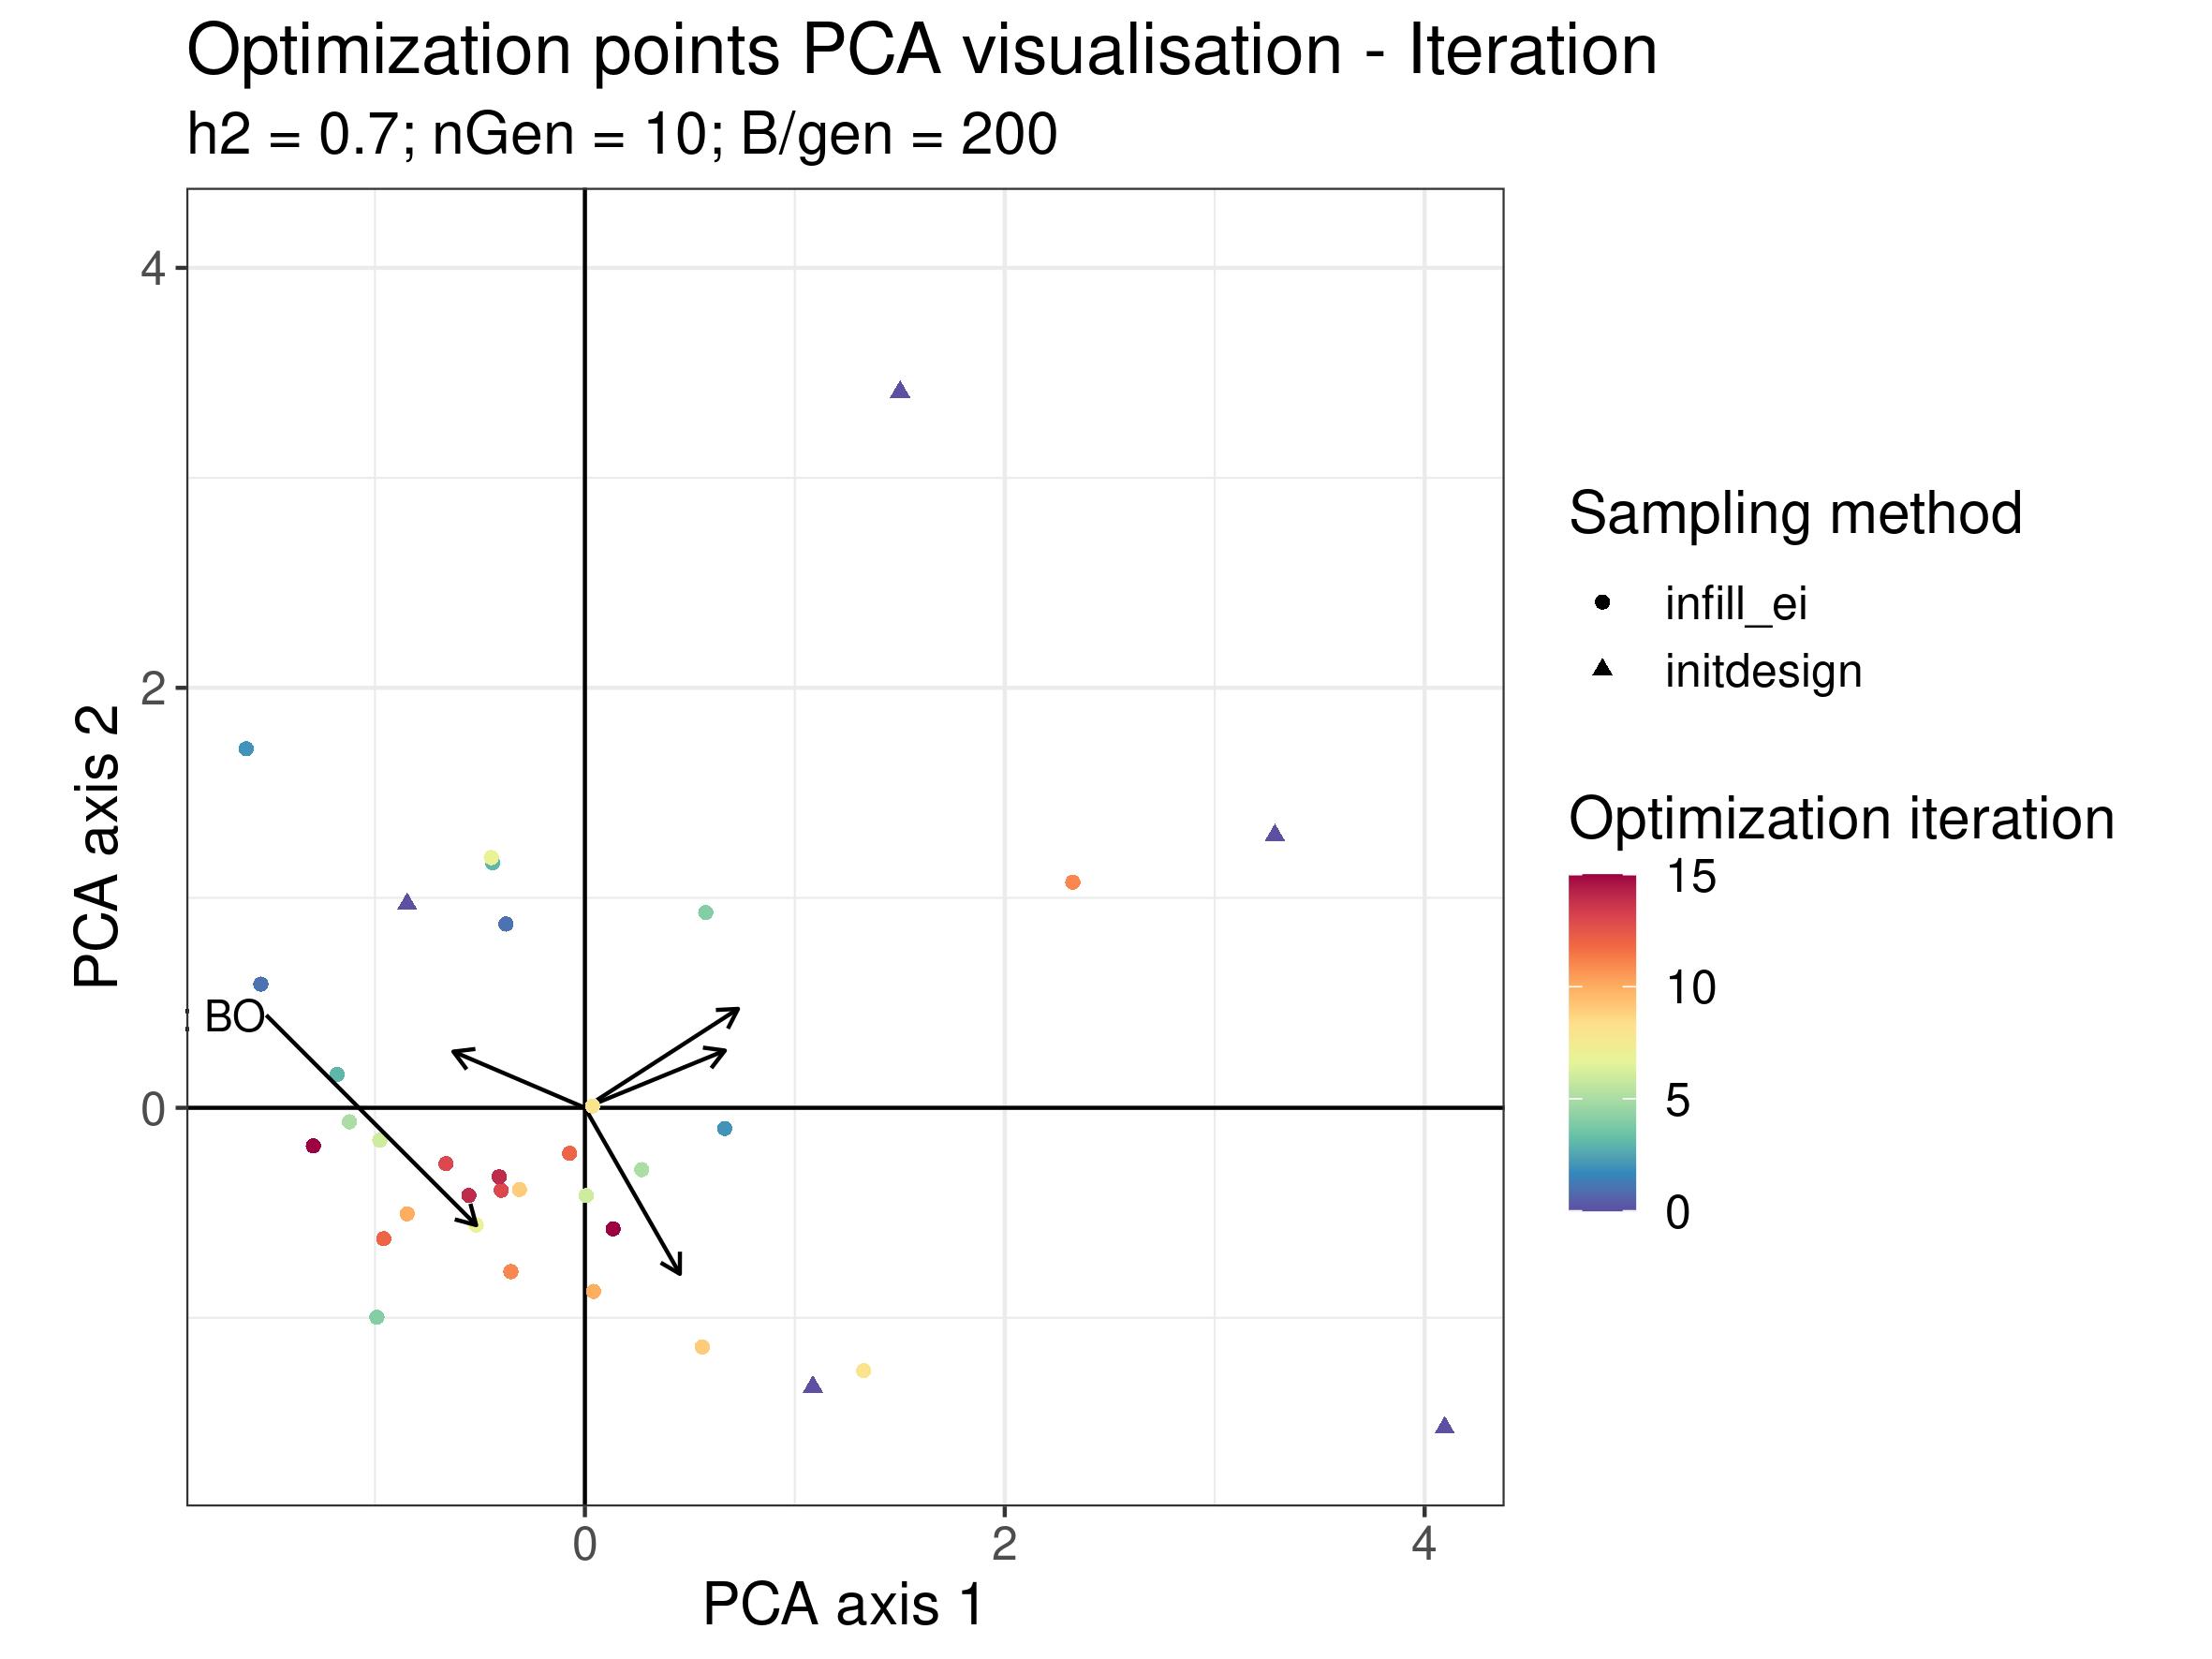 Optimization points PCA visualisation - Iteration
h2 = 0.7; nGen = 10; B/gen = 200
4
2
0
PCA axis 2
: BO
0
2
4
PCA axis 1
Sampling method
infill_ei
initdesign
Optimization iteration
15
10
5
0